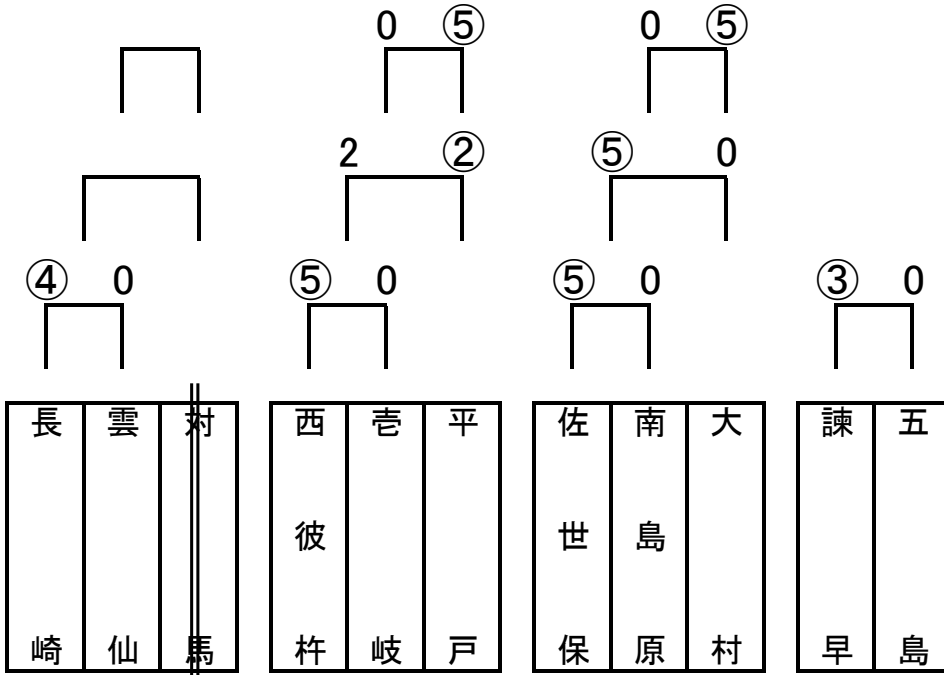 0 ⑤ 0 ⑤
2 ② ⑤ 0
④ 0 ⑤ 0 ⑤ 0 ③ 0
長崎
雲仙
対馬
西彼杵
壱岐
平戸
佐世保
南島原
大村
諫早
五島